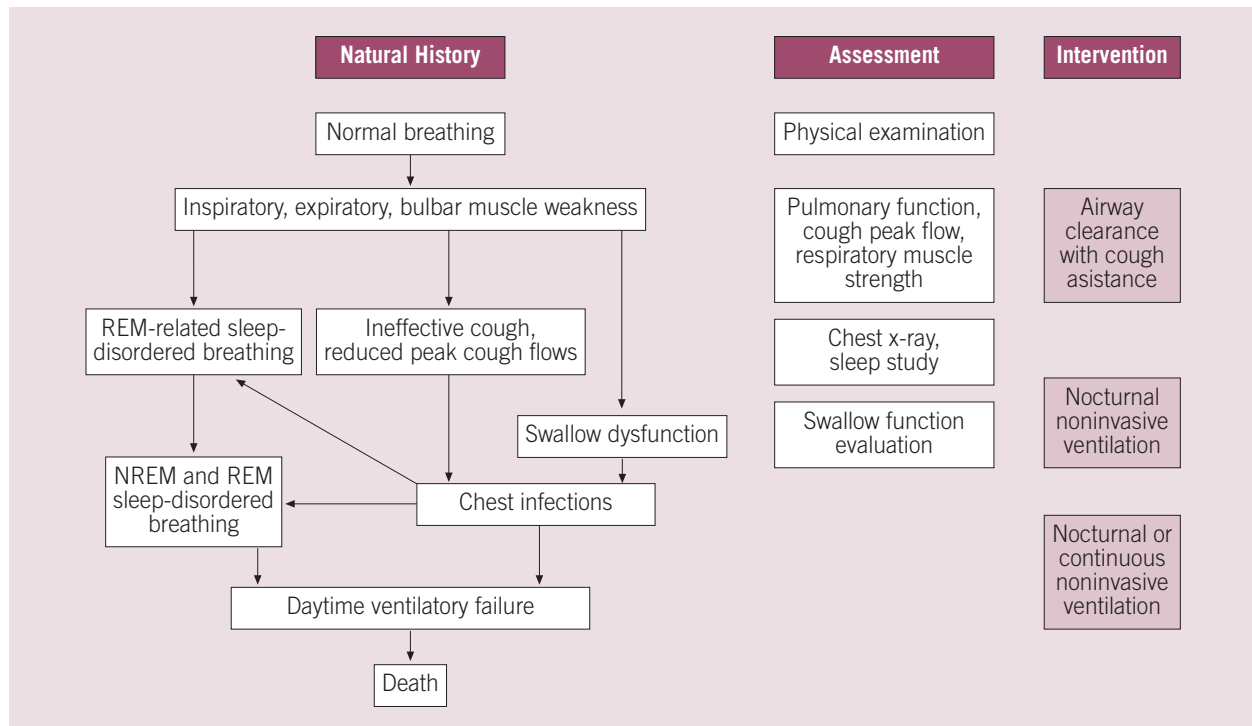 Natural History
Normal breathing
Inspiratory, expiratory, bulbar muscle weakness
REM-related sleep-
disordered breathing
Ineffective cough,
reduced peak cough flows
Swallow dysfunction
NREM and REM
sleep-disordered
breathing
Chest infections
Daytime ventilatory failure
Death
Assessment
Physical examination
Pulmonary function,
cough peak flow,
respiratory muscle
strength
Chest x-ray,
sleep study
Swallow function
evaluation
Intervention
Airway
clearance
with cough
asistance
Nocturnal
noninvasive
ventilation
Nocturnal or
continuous
noninvasive
ventilation